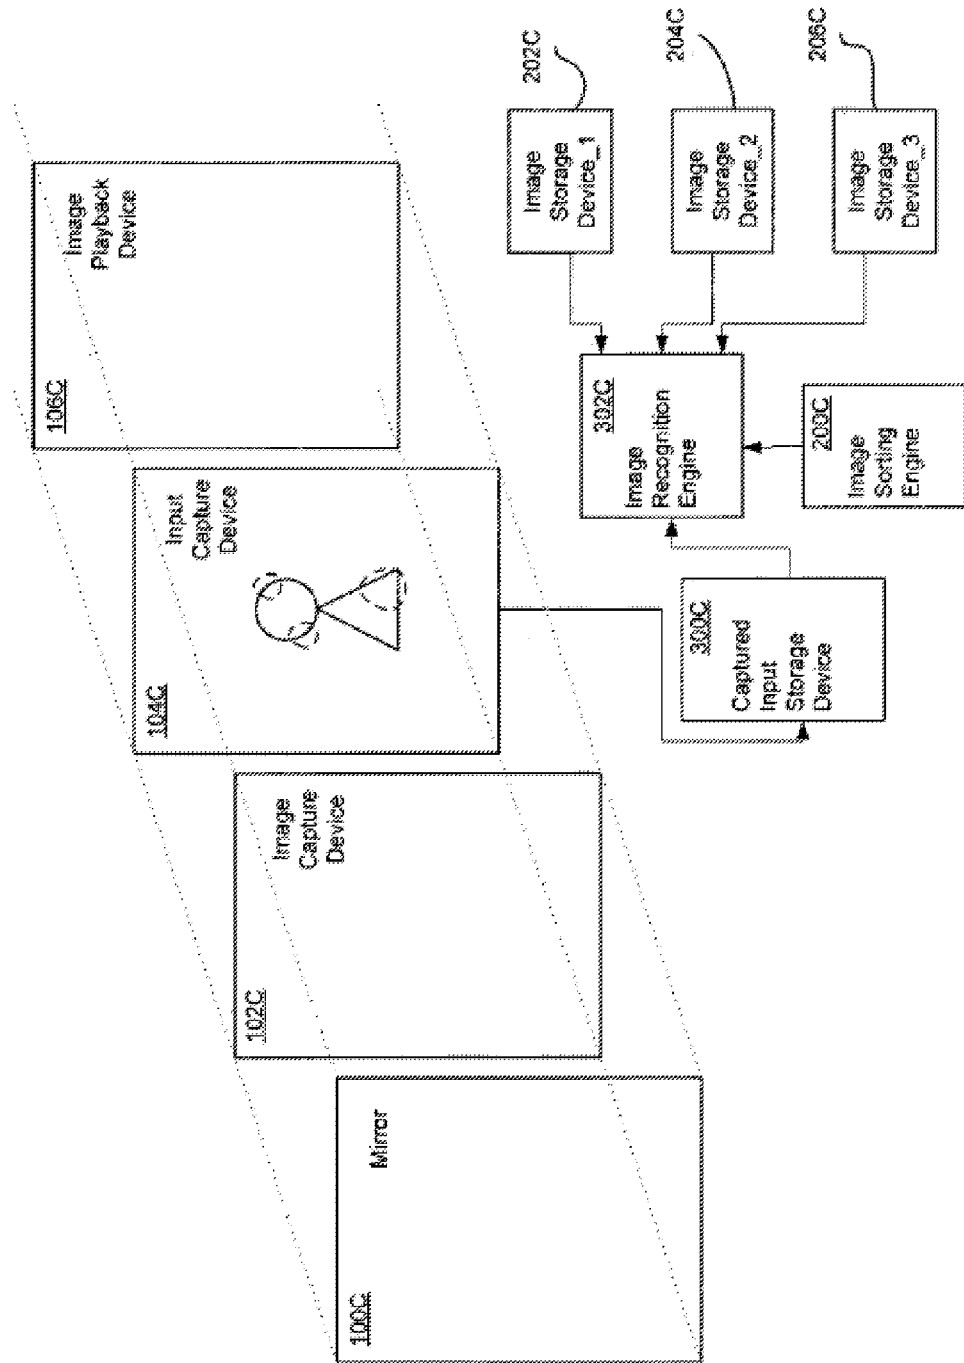 100C
Mirror
102C
Image
Capture
Device
104C
Input
Capture
Device
106C
Image
Playback
Device
300C
Captured
Input
Storage
Device
302C
Image
Recognition
Engine
200C
Image
Sorting
Engine
Image
Storage
Device_1
202C
Image
Storage
Device_2
204C
Image
Storage
Device_3
206C